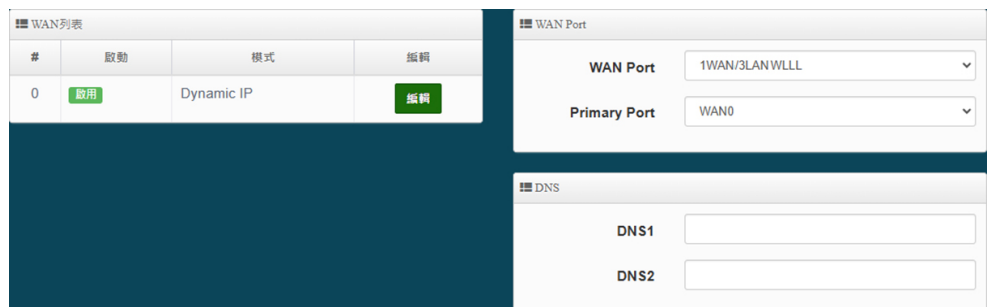 WAN列表
# 啟動 模式 編輯
0 啟用 Dynamic IP 編輯
WAN Port
WAN Port 1WAN/3LAN WLLL
Primary Port WAN0
DNS
DNS1
DNS2